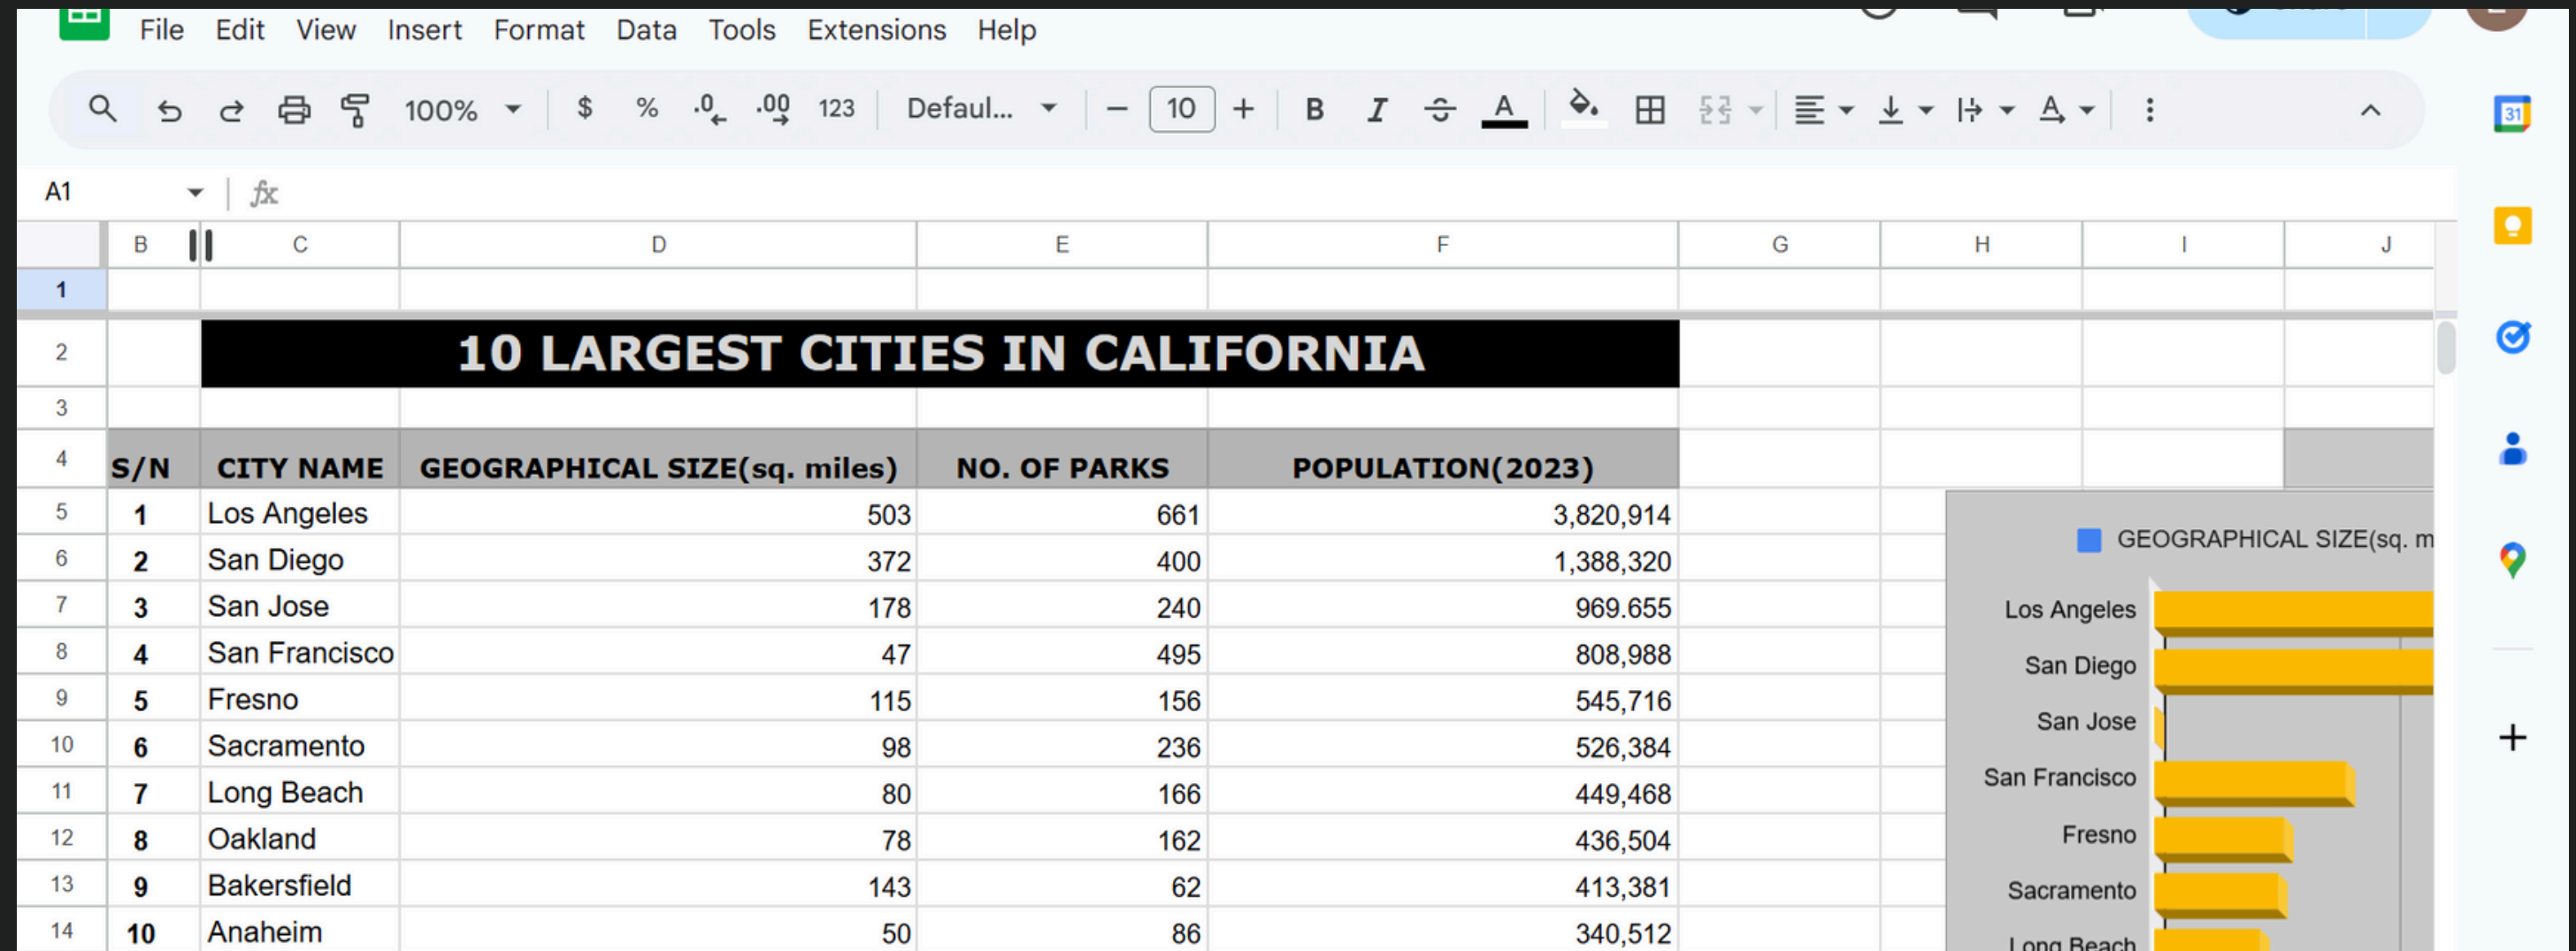 File Edit View Insert Format Data Tools Extensions Help
100% $ % .0 .00 123 Defaul... 10 B I A A
31
A1 fx
B C D E F G H I J
1
2 10 LARGEST CITIES IN CALIFORNIA
3
4 S/N CITY NAME GEOGRAPHICAL SIZE(sq. miles) NO. OF PARKS POPULATION(2023)
5 1 Los Angeles 503 661 3,820,914
6 2 San Diego 372 400 1,388,320
7 3 San Jose 178 240 969.655
8 4 San Francisco 47 495 808,988
9 5 Fresno 115 156 545,716
10 6 Sacramento 98 236 526,384
11 7 Long Beach 80 166 449,468
12 8 Oakland 78 162 436,504
13 9 Bakersfield 143 62 413,381
14 10 Anaheim 50 86 340,512
GEOGRAPHICAL SIZE(sq. m
Los Angeles
San Diego
San Jose
San Francisco
Fresno
Sacramento
Long Beach